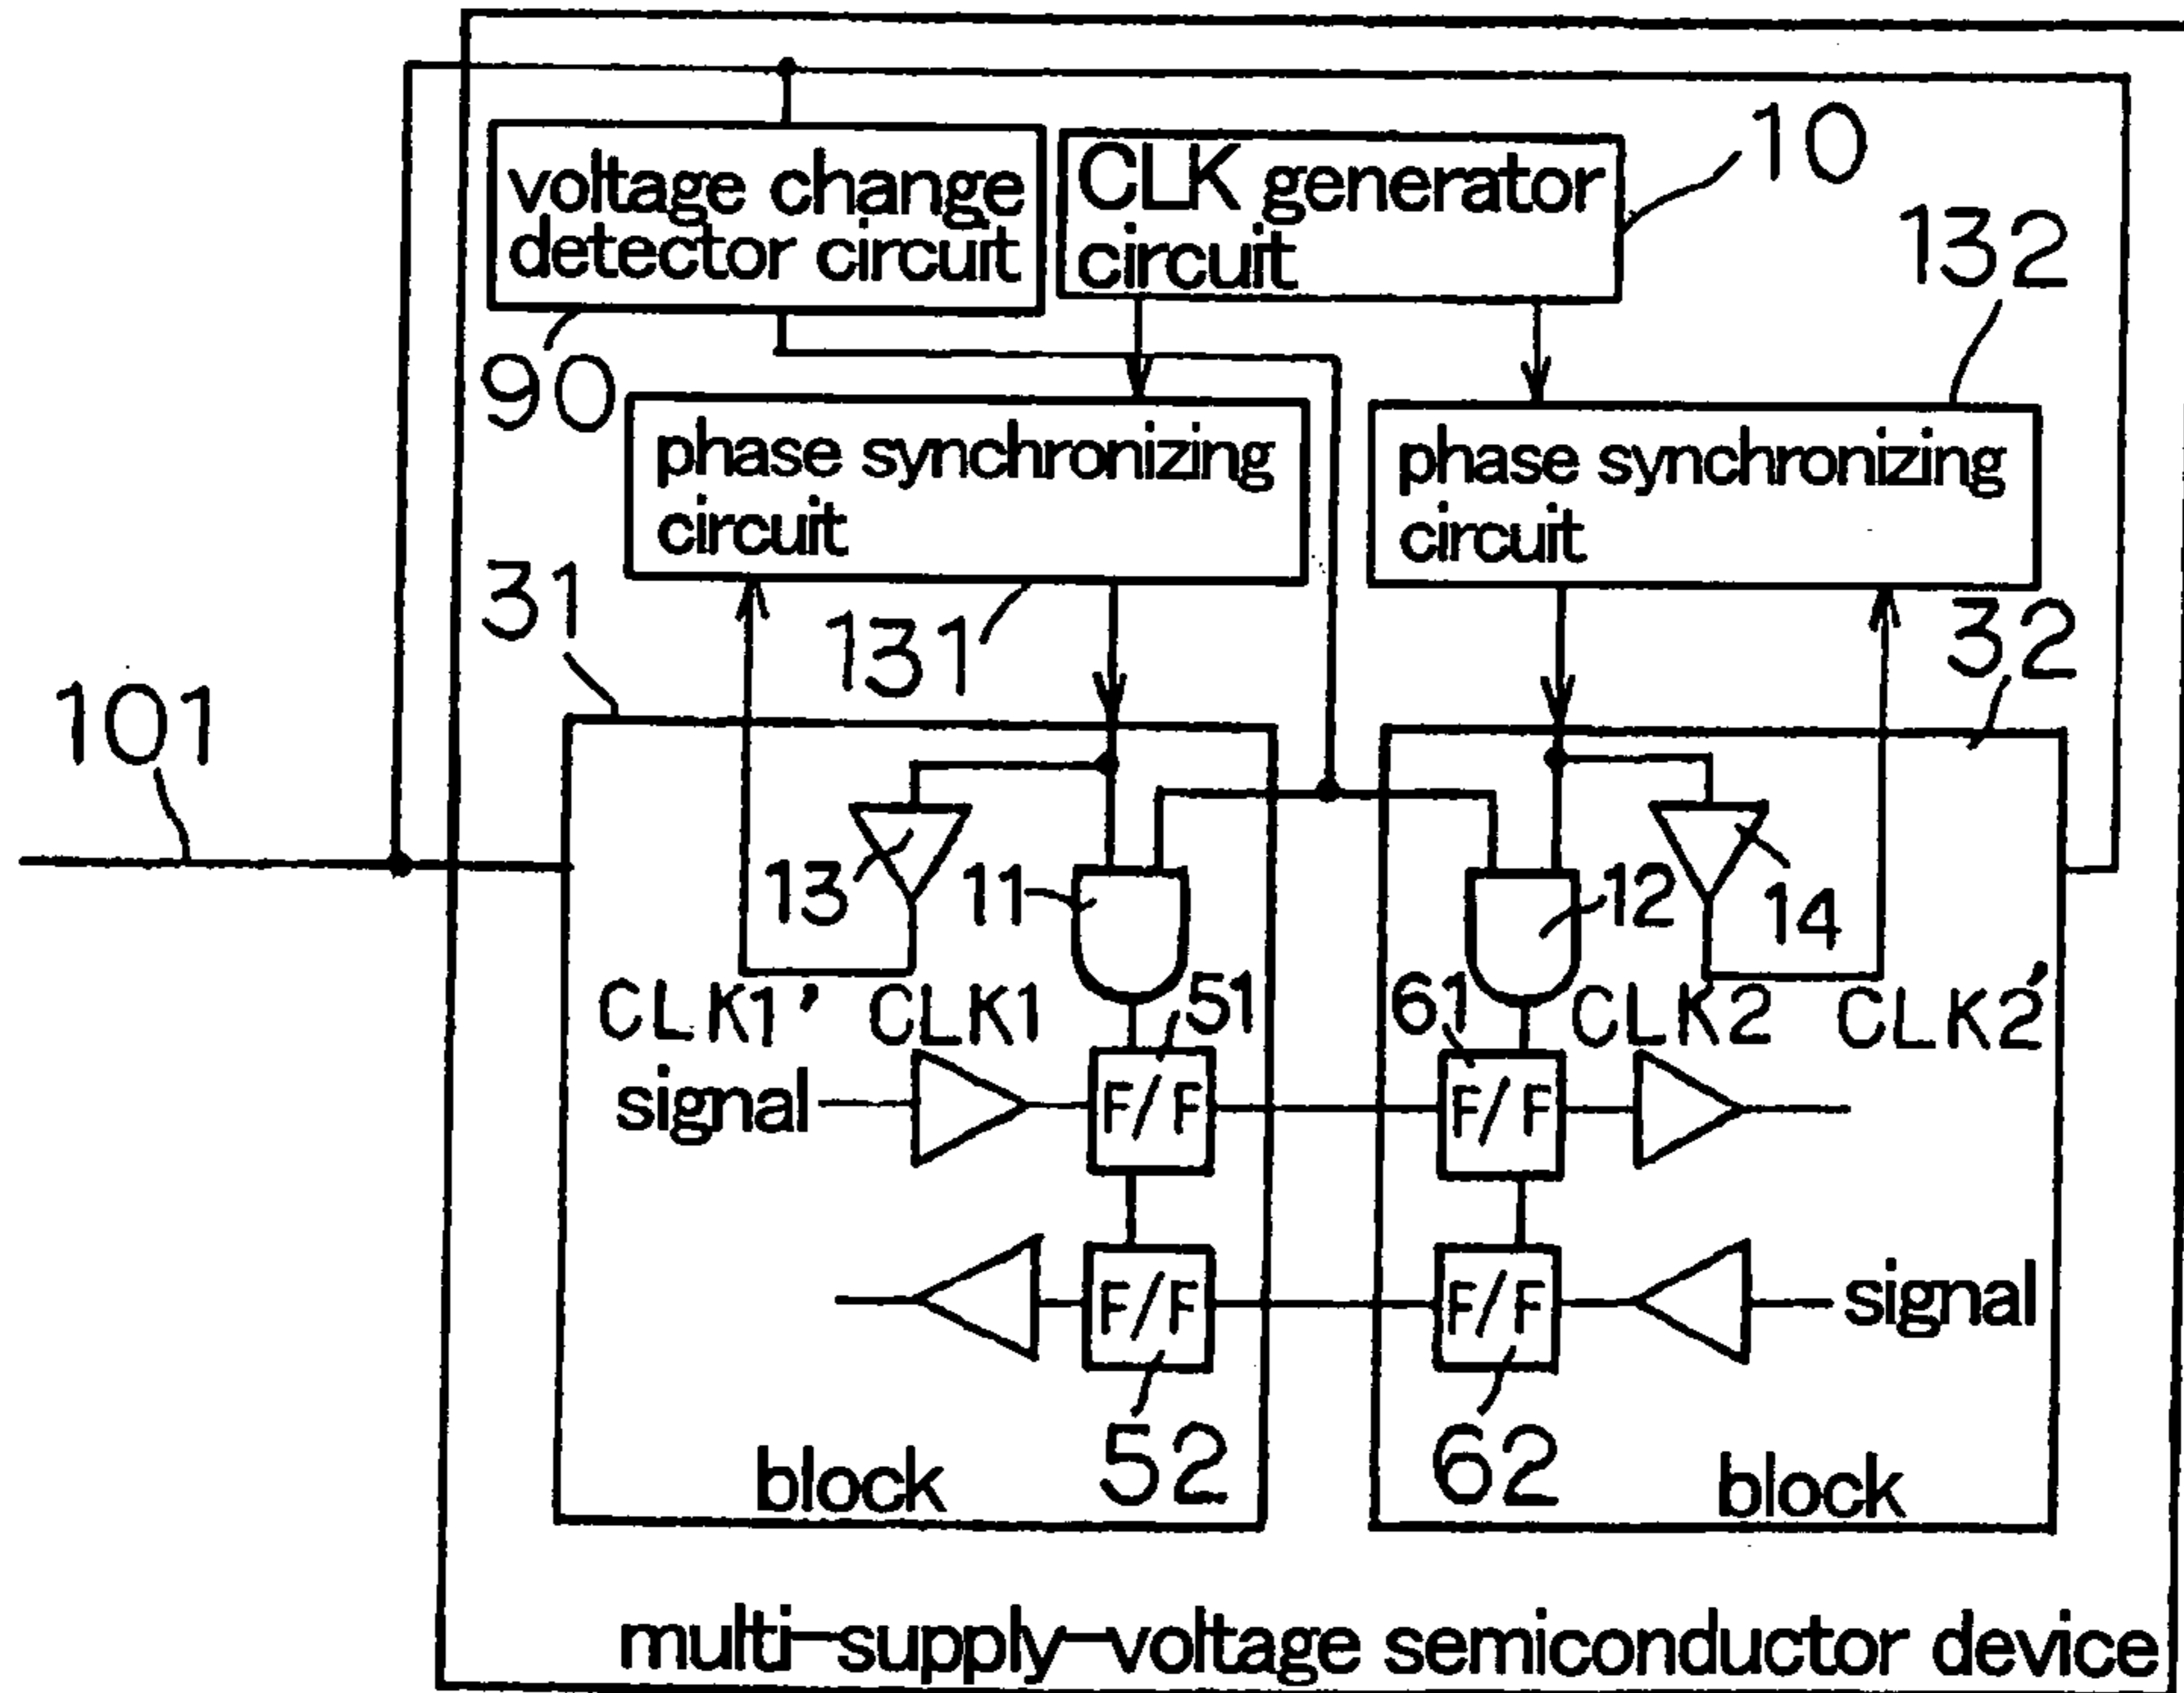 voltage change
detector circuit
CLK generator
circuit
10
132
90
phase synchronizing
circuit
phase synchronizing
circuit
31
131
32
101
13
11
12
14
CLK1' CLK1
51
61
CLK2
CLK2'
signal
F/F
F/F
F/F
F/F
signal
52
62
block
block
multi-supply-voltage semiconductor device